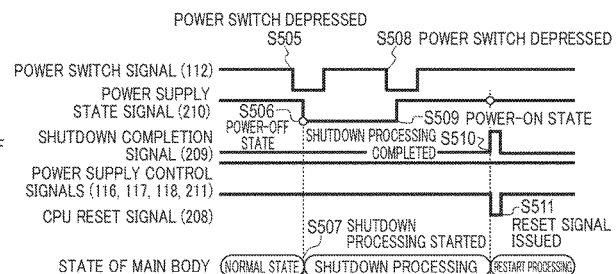 POWER SWITCH DEPRESSED
S505
S508 POWER SWITCH DEPRESSED
POWER SWITCH SIGNAL (112)
POWER SUPPLY
STATE SIGNAL (210)
S506
POWER-OFF
STATE
S509 POWER-ON STATE
SHUTDOWN PROCESSING
COMPLETED
S510
SHUTDOWN COMPLETION
SIGNAL (209)
POWER SUPPLY CONTROL
SIGNALS (116, 117, 118, 211)
CPU RESET SIGNAL (208)
S511
RESET SIGNAL
ISSUED
S507 SHUTDOWN
PROCESSING STARTED
STATE OF MAIN BODY
NORMAL STATE
SHUTDOWN PROCESSING
RESTART PROCESSING